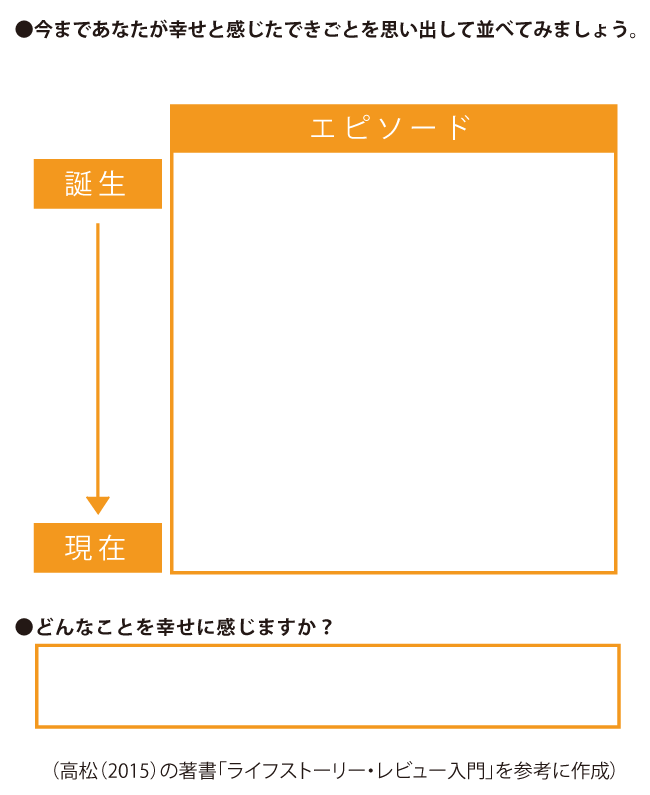 ●今まであなたが幸せと感じたできごとを思い出して並べてみましょう。
エピソード
誕生
現在
●どんなことを幸せに感じますか？
（高松（2015）の著書「ライフストーリー・レビュー入門」を参考に作成）